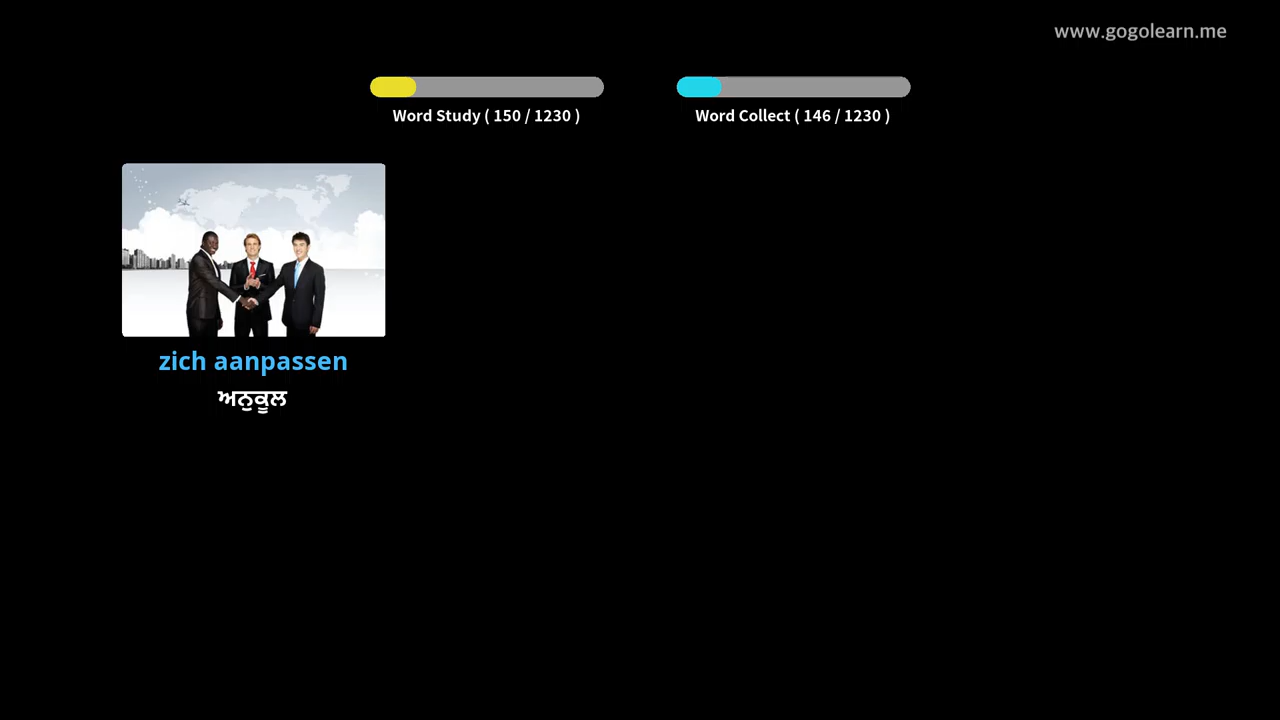 www.gogolearn.me
Word Study ( 150 / 1230 )
Word Collect ( 146 / 1230 )
zich aanpassen
ਅਨੁਕੂਲ